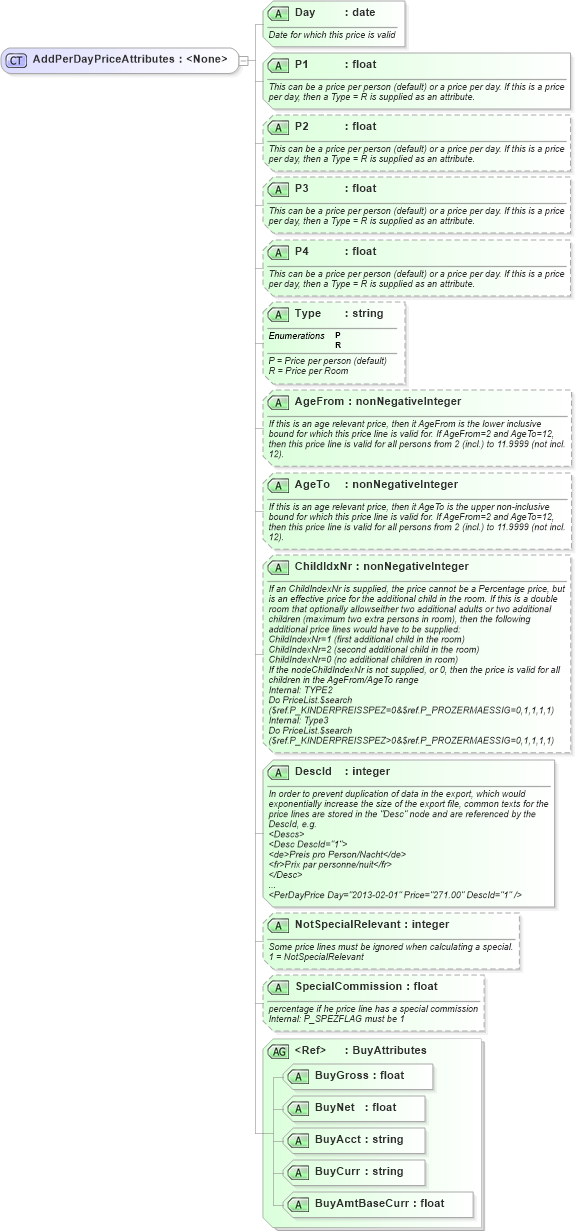 CT AddPerDayPriceAttributes : <None>
A Day : date
Date for which this price is valid
A P1 : float
This can be a price per person (default) or a price per day. If this is a price
per day, then a Type = R is supplied as an attribute.
A P2 : float
This can be a price per person (default) or a price per day. If this is a price
per day, then a Type = R is supplied as an attribute.
A P3 : float
This can be a price per person (default) or a price per day. If this is a price
per day, then a Type = R is supplied as an attribute.
A P4 : float
This can be a price per person (default) or a price per day. If this is a price
per day, then a Type = R is supplied as an attribute.
A Type : string
Enumerations P
R
P = Price per person (default)
R = Price per Room
A AgeFrom : nonNegativeInteger
If this is an age relevant price, then it AgeFrom is the lower inclusive
bound for which this price line is valid for. If AgeFrom=2 and AgeTo=12,
then this price line is valid for all persons from 2 (incl.) to 11.9999 (not incl.
12).
A AgeTo : nonNegativeInteger
If this is an age relevant price, then it AgeTo is the upper non-inclusive
bound for which this price line is valid for. If AgeFrom=2 and AgeTo=12,
then this price line is valid for all persons from 2 (incl.) to 11.9999 (not incl.
12).
A ChildIdxNr : nonNegativeInteger
If an ChildIndexNr is supplied, the price cannot be a Percentage price, but
is an effective price for the additional child in the room. If this is a double
room that optionally allowseither two additional adults or two additional
children (maximum two extra persons in room), then the following
additional price lines would have to be supplied:
ChildIndexNr=1 (first additional child in the room)
ChildIndexNr=2 (second additional child in the room)
ChildIndexNr=0 (no additional children in room)
If the nodeChildIndexNr is not supplied, or 0, then the price is valid for all
children in the AgeFrom/AgeTo range
Internal: TYPE2
Do PriceList.$search
($ref.P_KINDERPREISSPEZ=0&$ref.P_PROZERMAESSIG=0,1,1,1,1)
Internal: Type3
Do PriceList.$search
($ref.P_KINDERPREISSPEZ>0&$ref.P_PROZERMAESSIG=0,1,1,1,1)
A DescId : integer
In order to prevent duplication of data in the export, which would
exponentially increase the size of the export file, common texts for the
price lines are stored in the "Desc" node and are referenced by the
DescId, e.g.
<Descs>
<Desc DescId="1">
<de>Preis pro Person/Nacht</de>
<fr>Prix par personne/nuit</fr>
</Desc>
...
<PerDayPrice Day="2013-02-01" Price="271.00" DescId="1" />
A NotSpecialRelevant : integer
Some price lines must be ignored when calculating a special.
1 = NotSpecialRelevant
A SpecialCommission : float
percentage if he price line has a special commission
Internal: P_SPEZFLAG must be 1
AG <Ref> : BuyAttributes
A BuyGross : float
A BuyNet : float
A BuyAcct : string
A BuyCurr : string
A BuyAmtBaseCurr : float